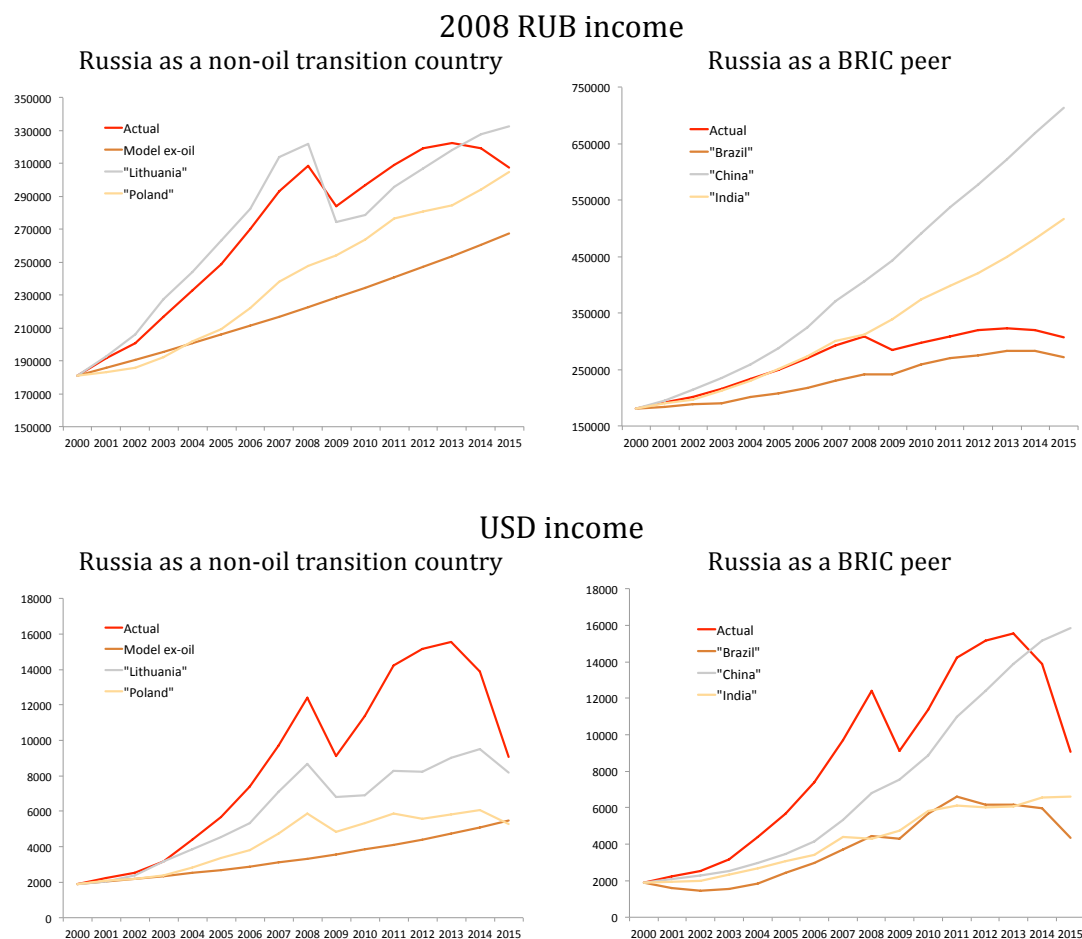 2008 RUB income
Russia as a non-oil transition country
350000
330000
310000
290000
270000
250000
230000
210000
190000
170000
150000
Actual
Model ex-oil
"Lithuania"
"Poland"
2000 2001 2002 2003 2004 2005 2006 2007 2008 2009 2010 2011 2012 2013 2014 2015
Russia as a BRIC peer
750000
650000
550000
450000
350000
250000
150000
Actual
"Brazil"
"China"
"India"
2000 2001 2002 2003 2004 2005 2006 2007 2008 2009 2010 2011 2012 2013 2014 2015
USD income
Russia as a non-oil transition country
18000
16000
14000
12000
10000
8000
6000
4000
2000
0
Actual
Model ex-oil
"Lithuania"
"Poland"
2000 2001 2002 2003 2004 2005 2006 2007 2008 2009 2010 2011 2012 2013 2014 2015
Russia as a BRIC peer
18000
16000
14000
12000
10000
8000
6000
4000
2000
0
Actual
"Brazil"
"China"
"India"
2000 2001 2002 2003 2004 2005 2006 2007 2008 2009 2010 2011 2012 2013 2014 2015